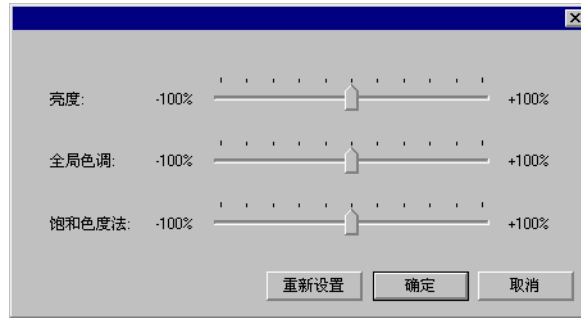 亮度: -100% +100%
全局色调: -100% +100%
饱和色度法: -100% +100%
重新设置 确定 取消